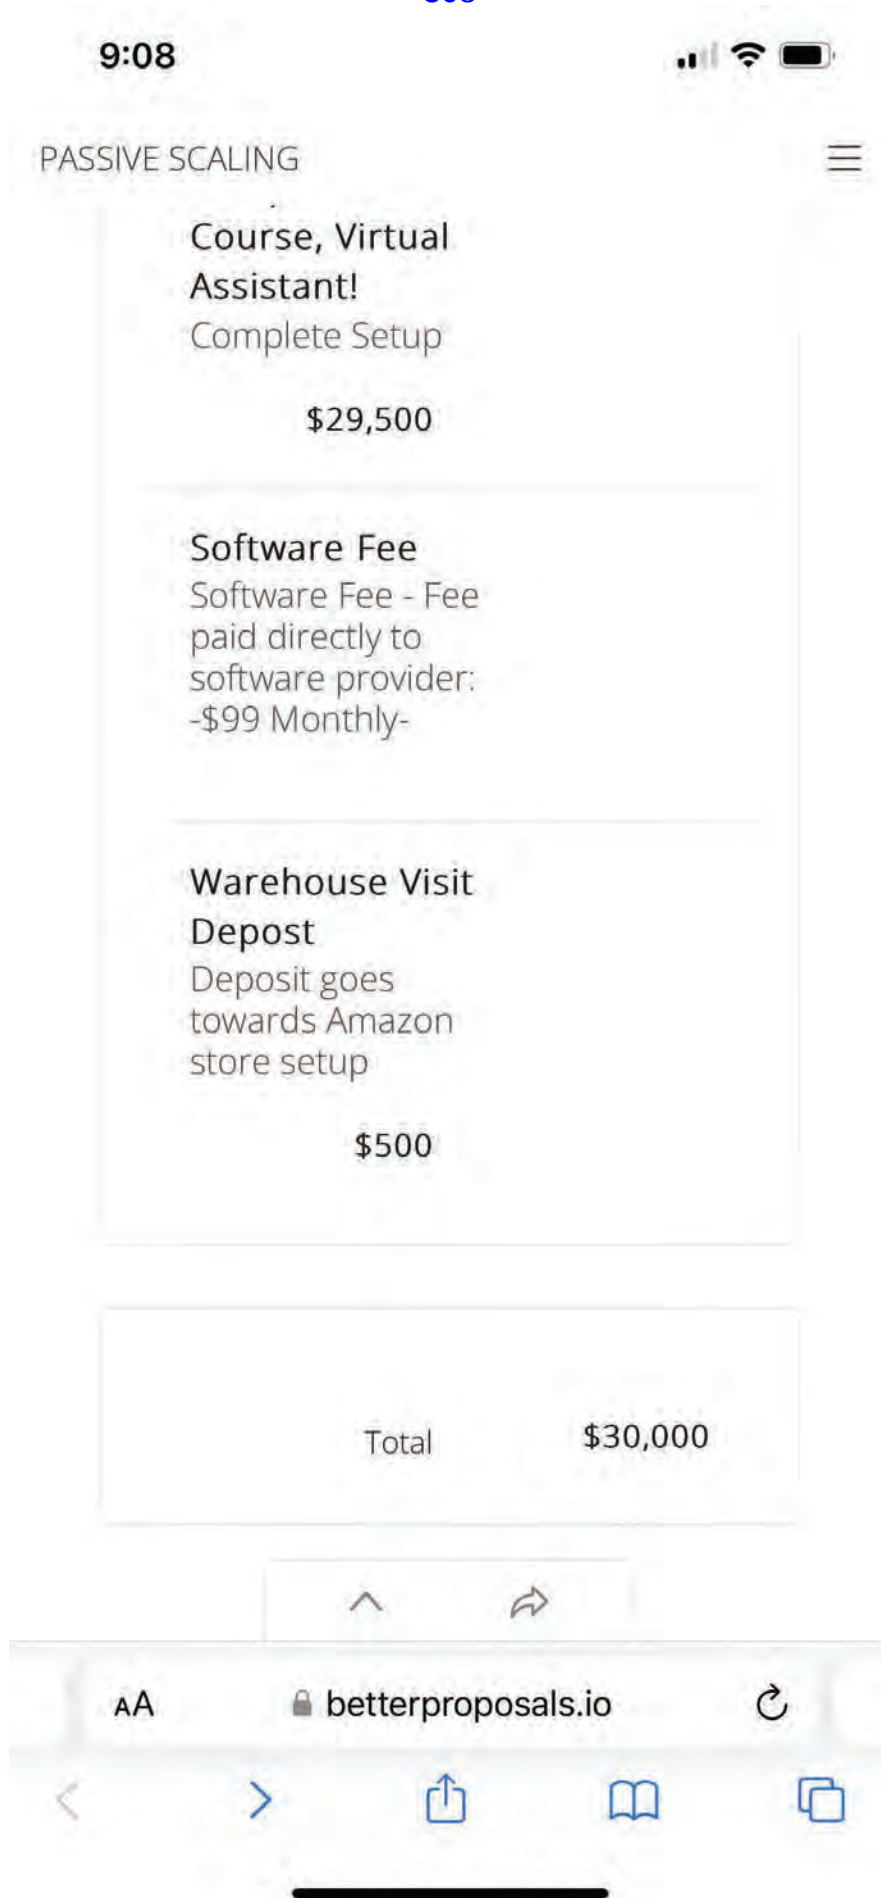 9:08
PASSIVE SCALING
Course, Virtual
Assistant!
Complete Setup
$29,500
Software Fee
Software Fee - Fee
paid directly to
software provider:
-$99 Monthly-
Warehouse Visit
Depost
Deposit goes
towards Amazon
store setup
$500
Total $30,000
AA betterproposals.io